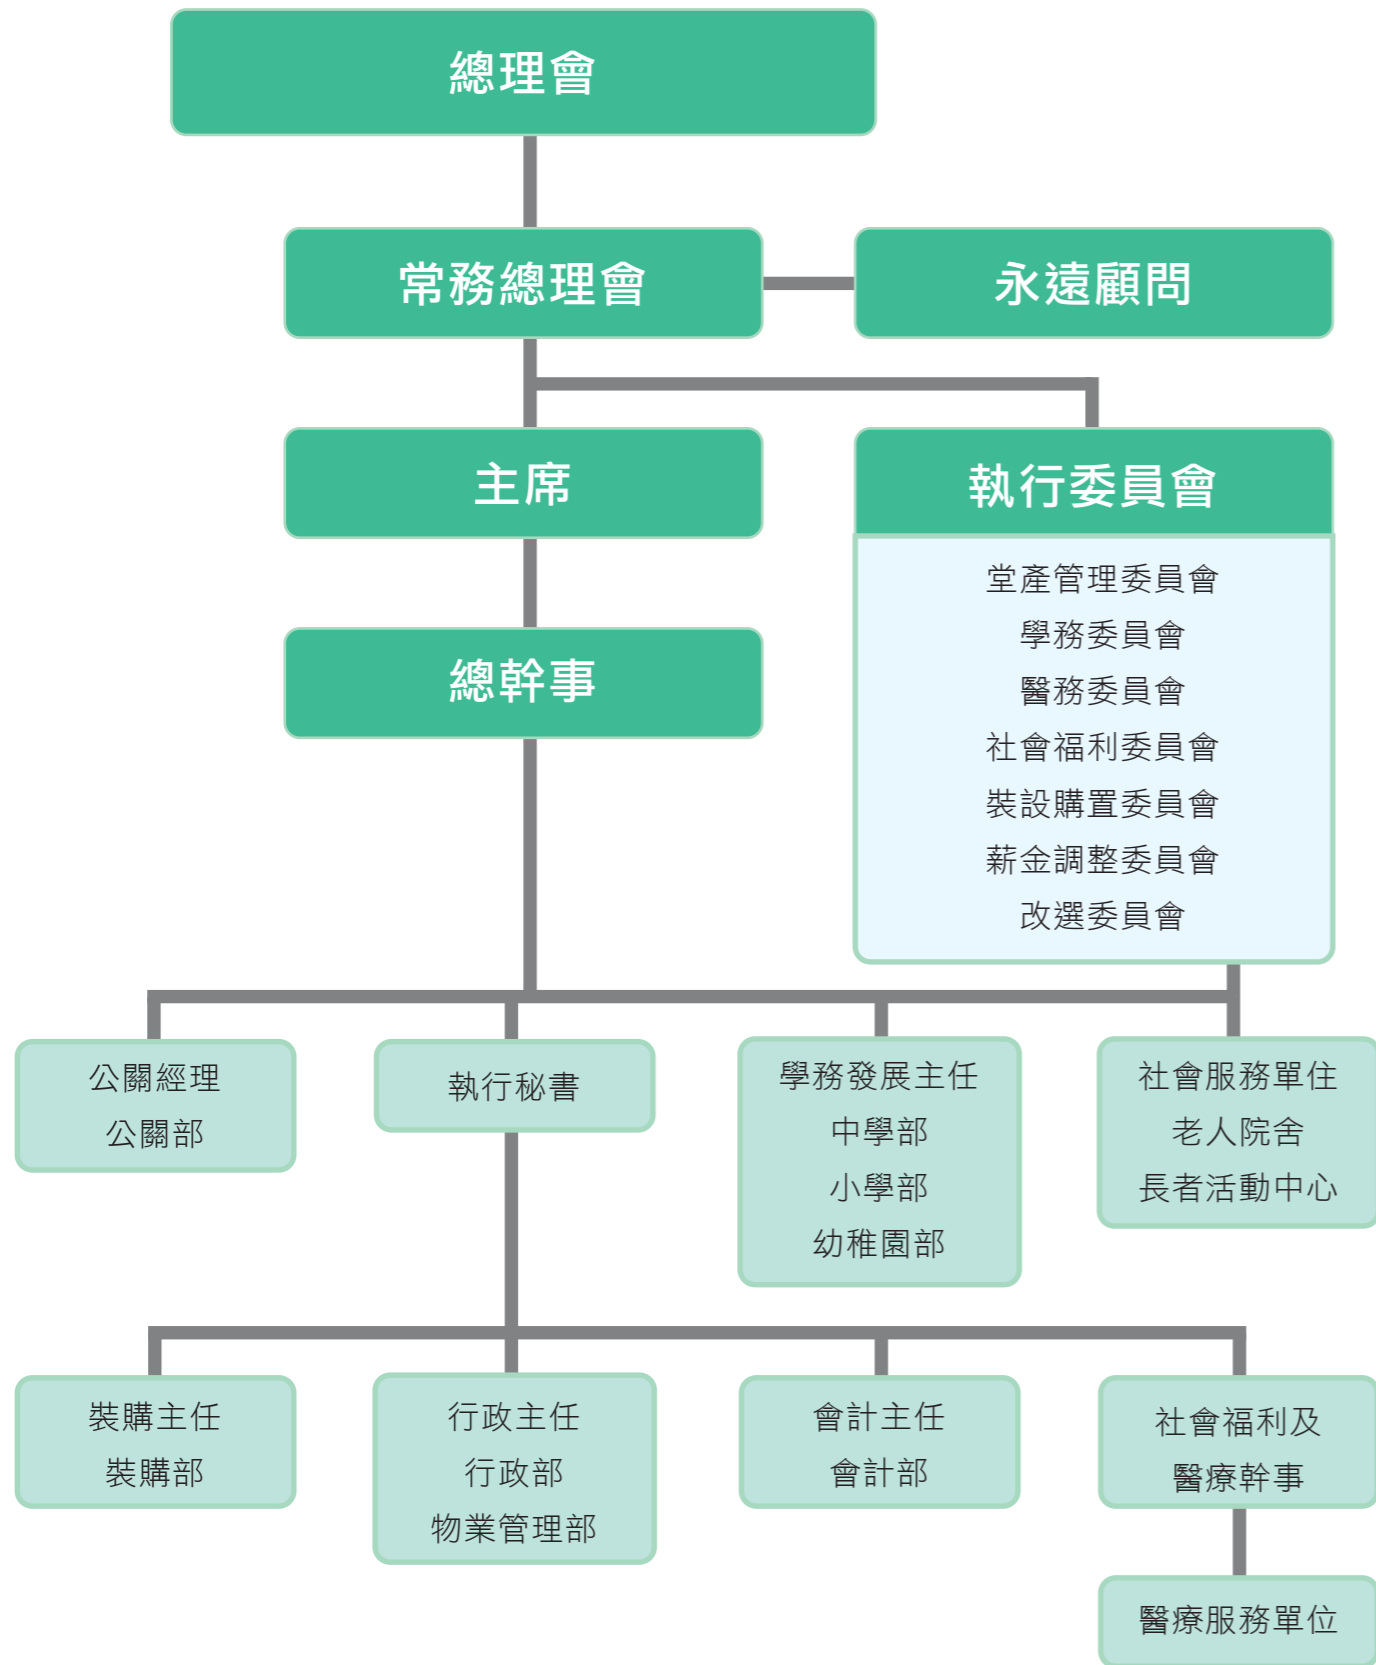 總理會
常務總理會
永遠顧問
主席
執行委員會
堂產管理委員會
學務委員會
醫務委員會
社會福利委員會
裝設購置委員會
薪金調整委員會
改選委員會
總幹事
公關經理
公關部
執行秘書
學務發展主任
中學部
小學部
幼稚園部
社會服務單住
老人院舍
長者活動中心
裝購主任
裝購部
行政主任
行政部
物業管理部
會計主任
會計部
社會福利及
醫療幹事
醫療服務單位